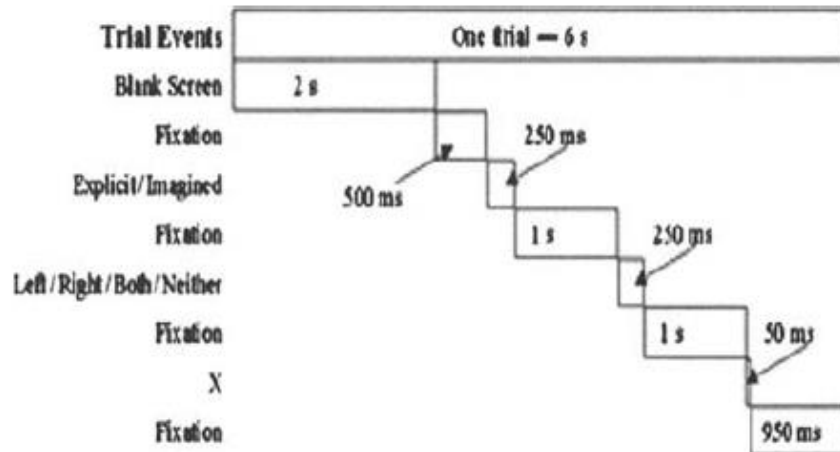 Trial Events One trial — 6 s
Blank Screen 2 s
Fixation 250 ms
Explicit/Imagined 500 ms
Fixation 1 s 250 ms
Left/Right/Both/Neither
Fixation 1 s 50 ms
X
Fixation 950 ms